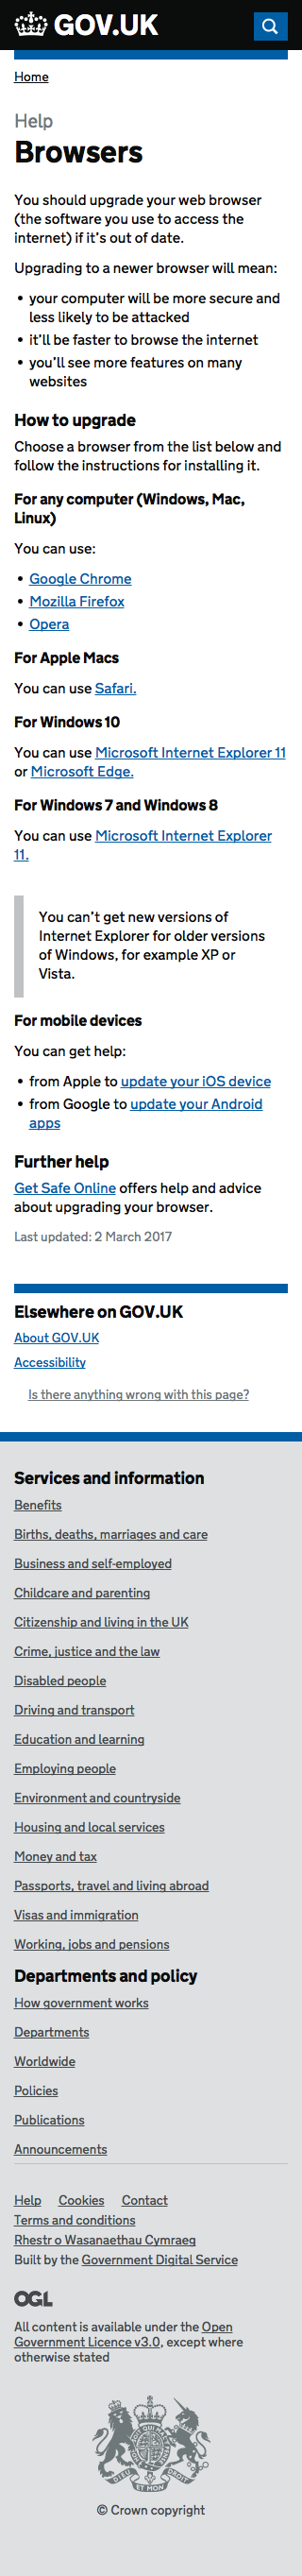 GOV.UK
Home
Help
Browsers
You should upgrade your web browser
(the software you use to access the
internet) if it’s out of date.
Upgrading to a newer browser will mean:
• your computer will be more secure and
less likely to be attacked
• it’ll be faster to browse the internet
• you’ll see more features on many
websites
How to upgrade
Choose a browser from the list below and
follow the instructions for installing it.
For any computer (Windows, Mac,
Linux)
You can use:
• Google Chrome
• Mozilla Firefox
• Opera
For Apple Macs
You can use Safari.
For Windows 10
You can use Microsoft Internet Explorer 11
or Microsoft Edge.
For Windows 7 and Windows 8
You can use Microsoft Internet Explorer
11.
You can’t get new versions of
Internet Explorer for older versions
of Windows, for example XP or
Vista.
For mobile devices
You can get help:
• from Apple to update your iOS device
• from Google to update your Android
apps
Further help
Get Safe Online offers help and advice
about upgrading your browser.
Last updated: 2 March 2017
Elsewhere on GOV.UK
About GOV.UK
Accessibility
Is there anything wrong with this page?
Services and information
Benefits
Births, deaths, marriages and care
Business and self-employed
Childcare and parenting
Citizenship and living in the UK
Crime, justice and the law
Disabled people
Driving and transport
Education and learning
Employing people
Environment and countryside
Housing and local services
Money and tax
Passports, travel and living abroad
Visas and immigration
Working, jobs and pensions
Departments and policy
How government works
Departments
Worldwide
Policies
Publications
Announcements
Help Cookies Contact
Terms and conditions
Rhestr o Wasanaethau Cymraeg
Built by the Government Digital Service
OGL
All content is available under the Open
Government Licence v3.0, except where
otherwise stated
DIEU ET MON
© Crown copyright